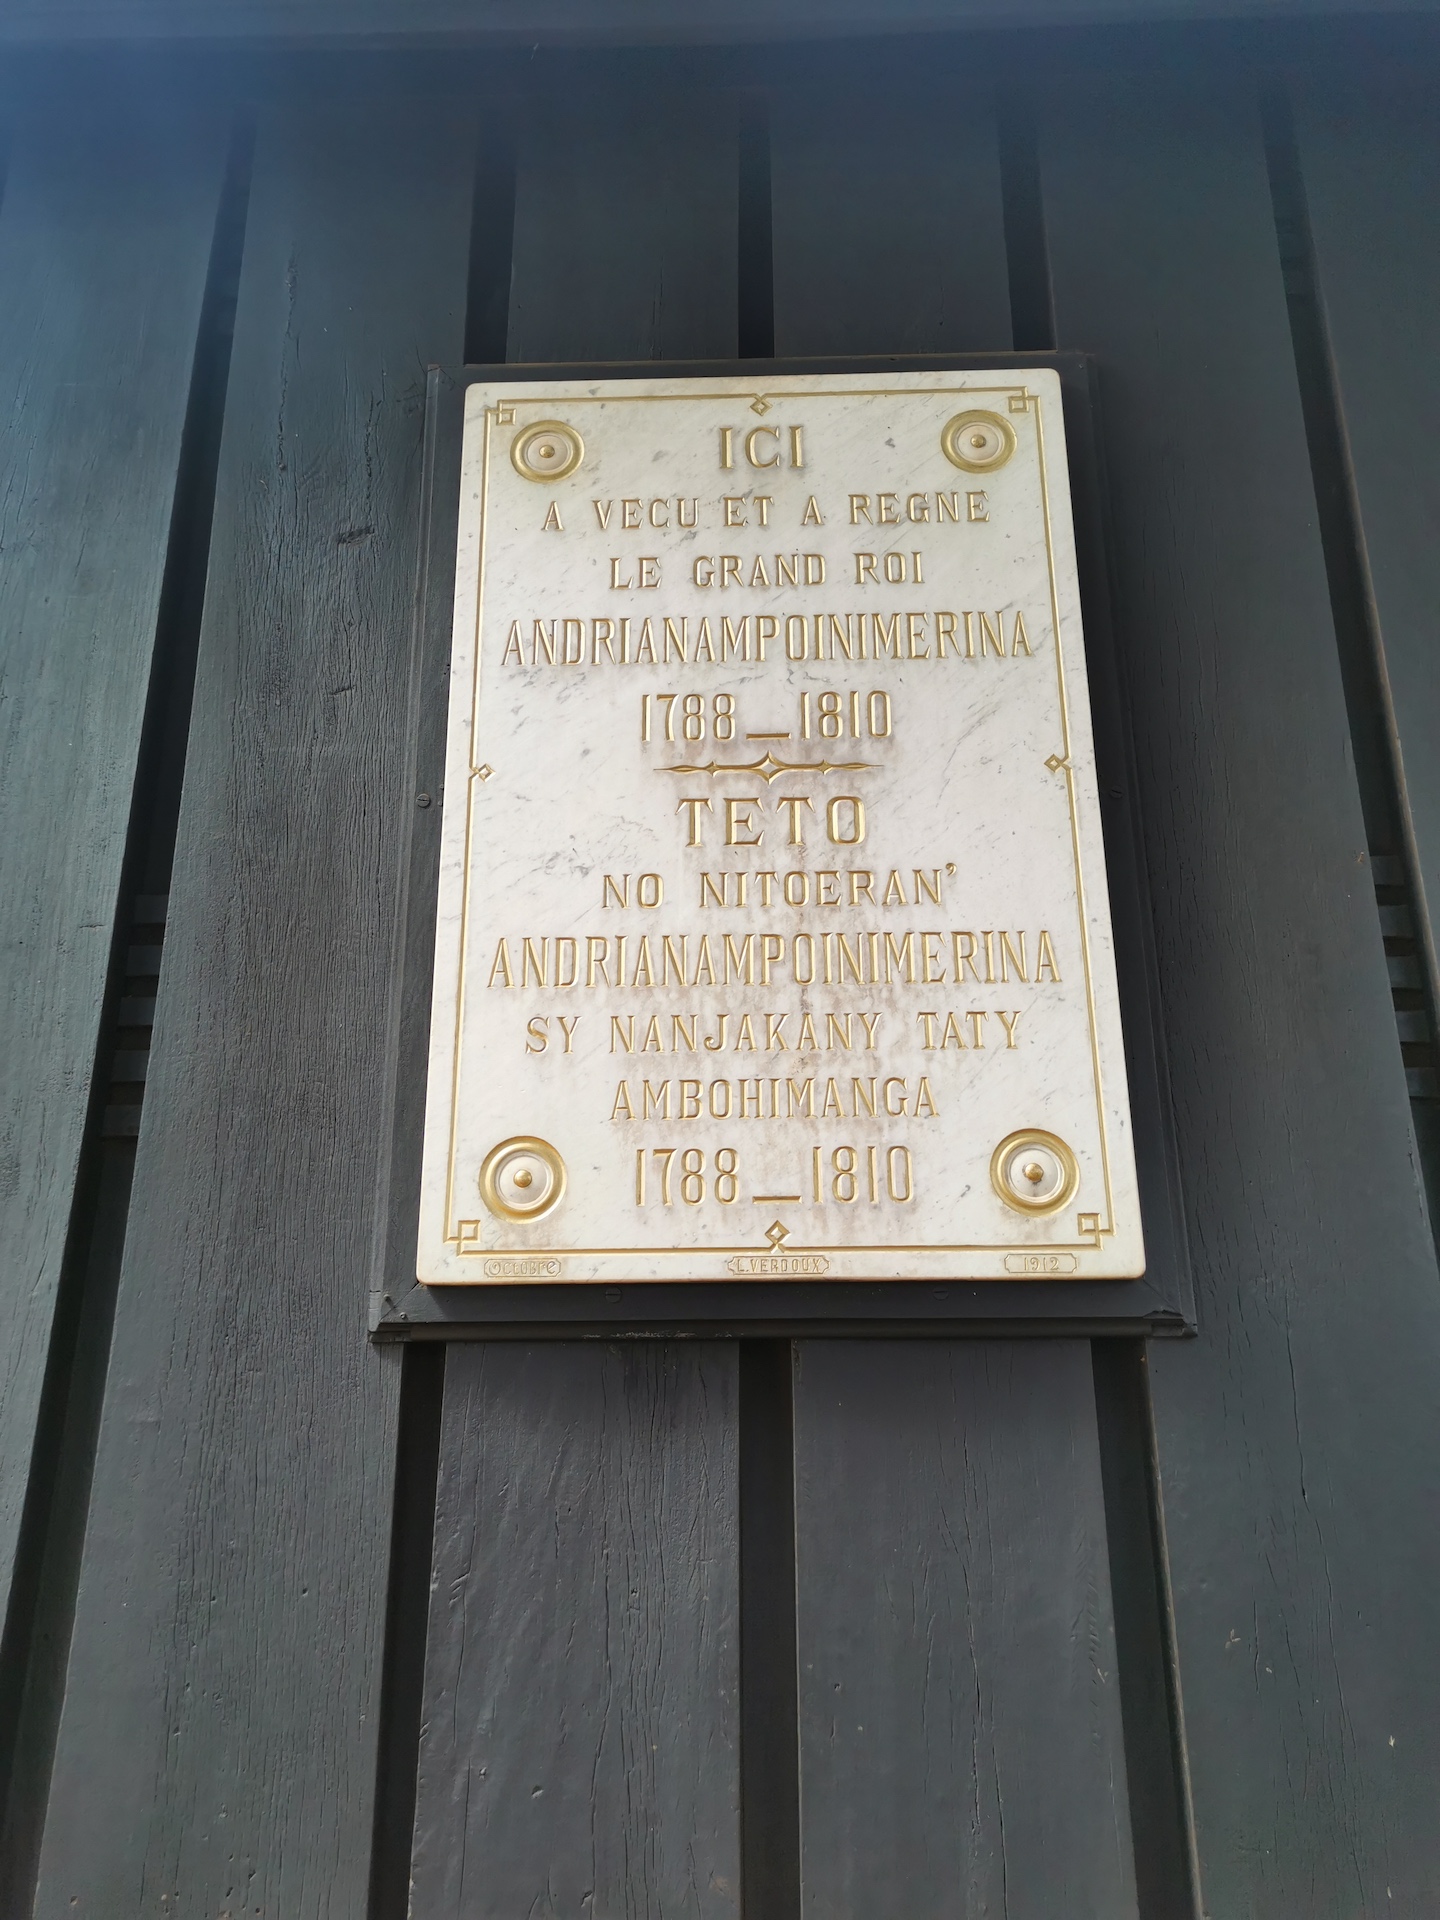 ICI
A VECU ET A REGNE
LE GRAND ROI
ANDRIANAMPOINIMERINA
1788_1810
TETO
NO NITOERAN'
ANDRIANAMPOINIMERINA
SY NANJAKANY TATY
AMBOHIMANGA
1788_1810
Octobre L. VERDOUX 1912